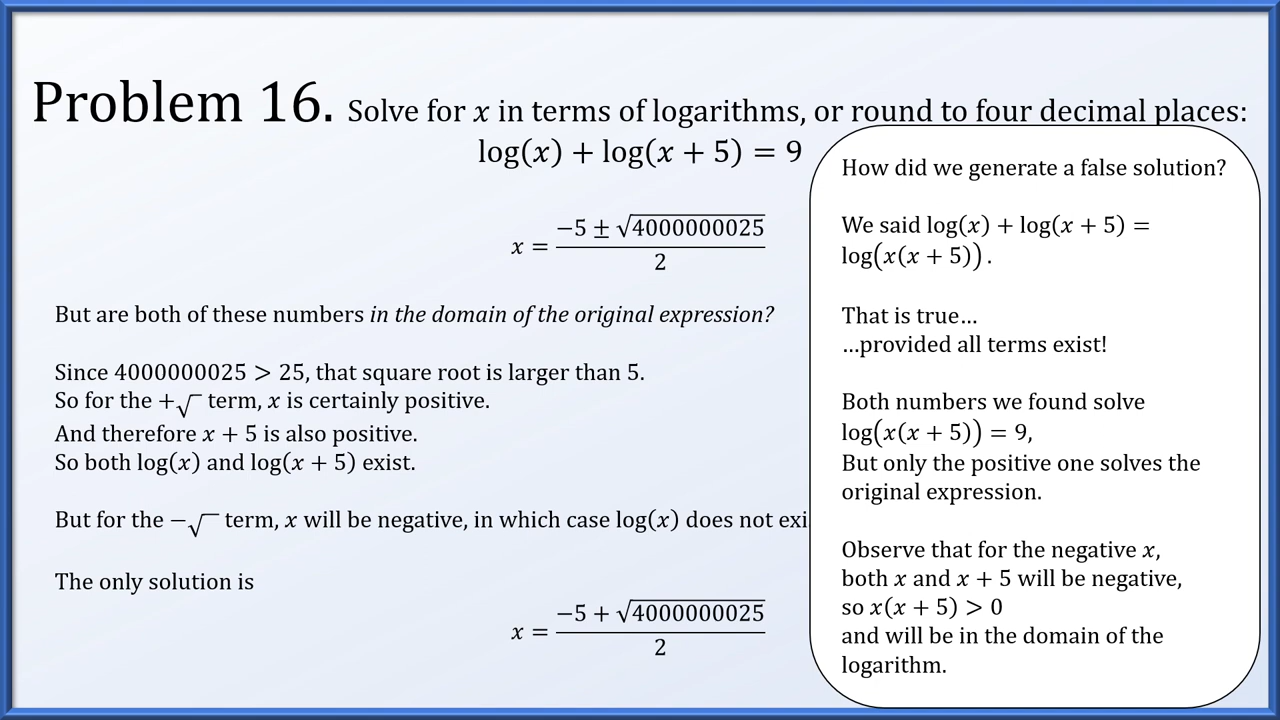 Problem 16. Solve for x in terms of logarithms, or round to four decimal places:
log(x) + log(x + 5) = 9
x = (−5 ± √4000000025) / 2
But are both of these numbers in the domain of the original expression?
Since 4000000025 > 25, that square root is larger than 5.
So for the +√ term, x is certainly positive.
And therefore x + 5 is also positive.
So both log(x) and log(x + 5) exist.
But for the −√ term, x will be negative, in which case log(x) does not exi
The only solution is
x = (−5 + √4000000025) / 2
How did we generate a false solution?
We said log(x) + log(x + 5) =
log(x(x + 5)).
That is true…
…provided all terms exist!
Both numbers we found solve
log(x(x + 5)) = 9,
But only the positive one solves the
original expression.
Observe that for the negative x,
both x and x + 5 will be negative,
so x(x + 5) > 0
and will be in the domain of the
logarithm.